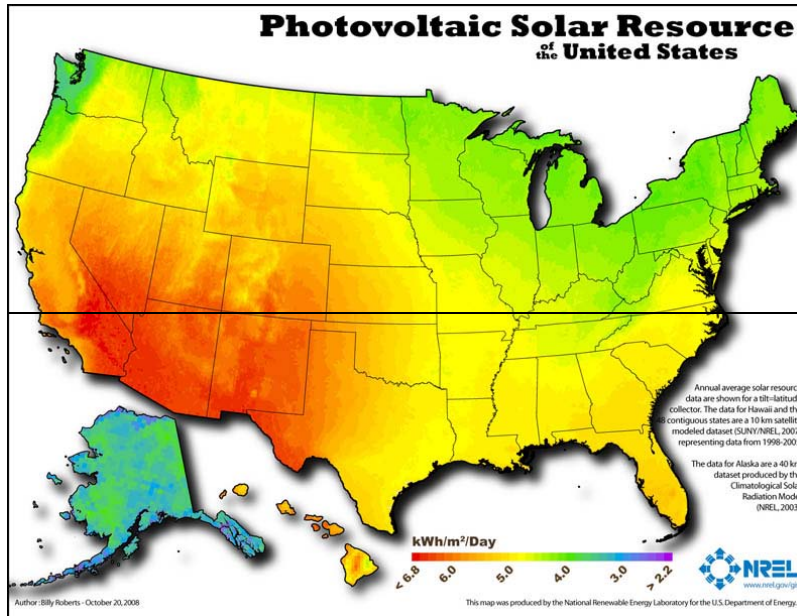 Photovoltaic Solar Resource
of
the United States
Annual average solar resourc
data are shown for a tilt=latitud
collector. The data for Hawaii and th
48 contiguous states are a 10 km satellit
modeled dataset (SUNY/NREL, 2007
representing data from 1998-200
The data for Alaska are a 40 km
dataset produced by th
Climatological Sola
Radiation Mode
(NREL, 2003
kWh/m²/Day
< 6.8
6.0
5.0
4.0
3.0
> 2.2
NREL
www.nrel.gov/gi
Author : Billy Roberts - October 20, 2008
This map was produced by the National Renewable Energy Laboratory for the U.S. Department of Energy.